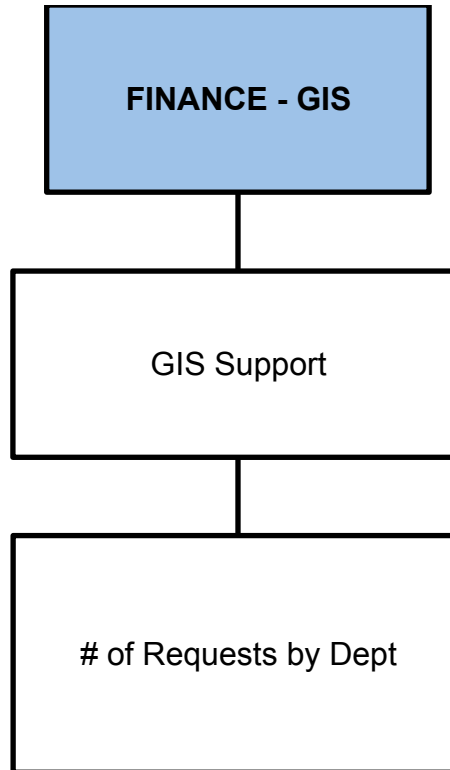 FINANCE - GIS
GIS Support
# of Requests by Dept